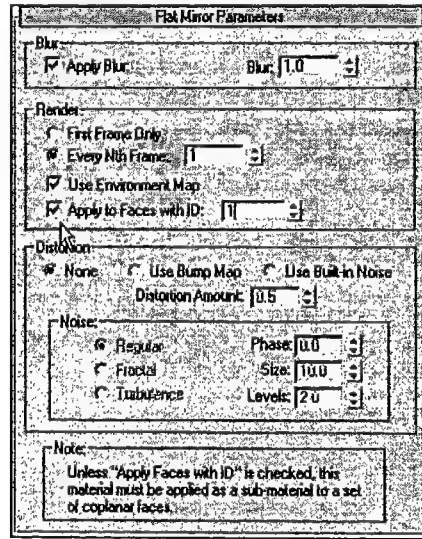 Flat Mirror Parameters
Blur:
Apply Blur Blur: 1.0
Render:
First Frame Only
Every Nth Frame: 1
Use Environment Map
Apply to Faces with ID: 1
Distortion
None Use Bump Map Use Built-in Noise
Distortion Amount: 0.5
Noise:
Regular Phase: 0.0
Fractal Size: 10.0
Turbulence Levels: 2.0
Note:
Unless "Apply Faces with ID" is checked, this
material must be applied as a sub-material to a set
of coplanar faces.